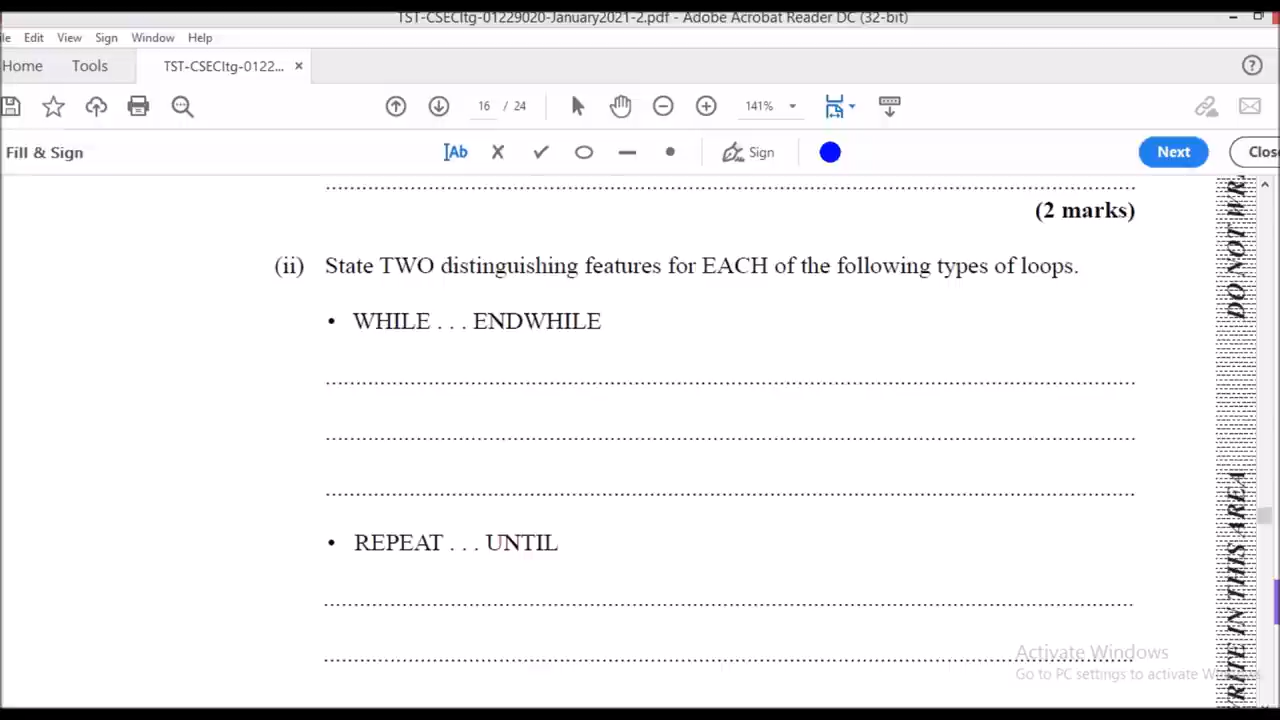 TST-CSECItg-01229020-January2021-2.pdf - Adobe Acrobat Reader DC (32-bit)
le Edit View Sign Window Help
Home Tools TST-CSECItg-0122... ×
16 / 24 141%
Fill & Sign Ab Sign Next Close
(2 marks)
(ii) State TWO distinguishing features for EACH of the following types of loops.
• WHILE . . . ENDWHILE
• REPEAT . . . UNTIL
Activate Windows
Go to PC settings to activate
DO NOT
IN THIS AREA